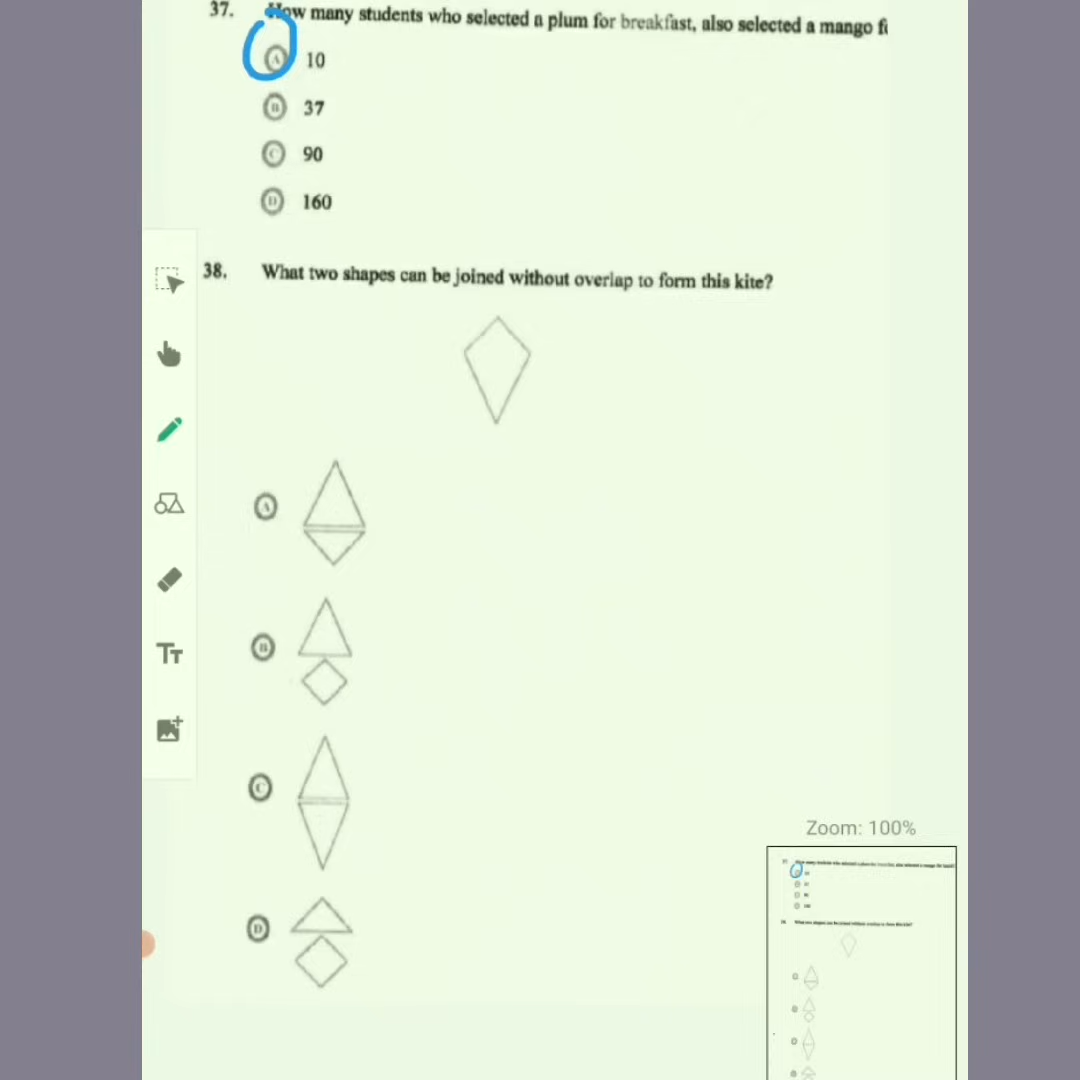 37. How many students who selected a plum for breakfast, also selected a mango
A 10
B 37
C 90
D 160
38. What two shapes can be joined without overlap to form this kite?
A
B
C
D
TT
Zoom: 100%